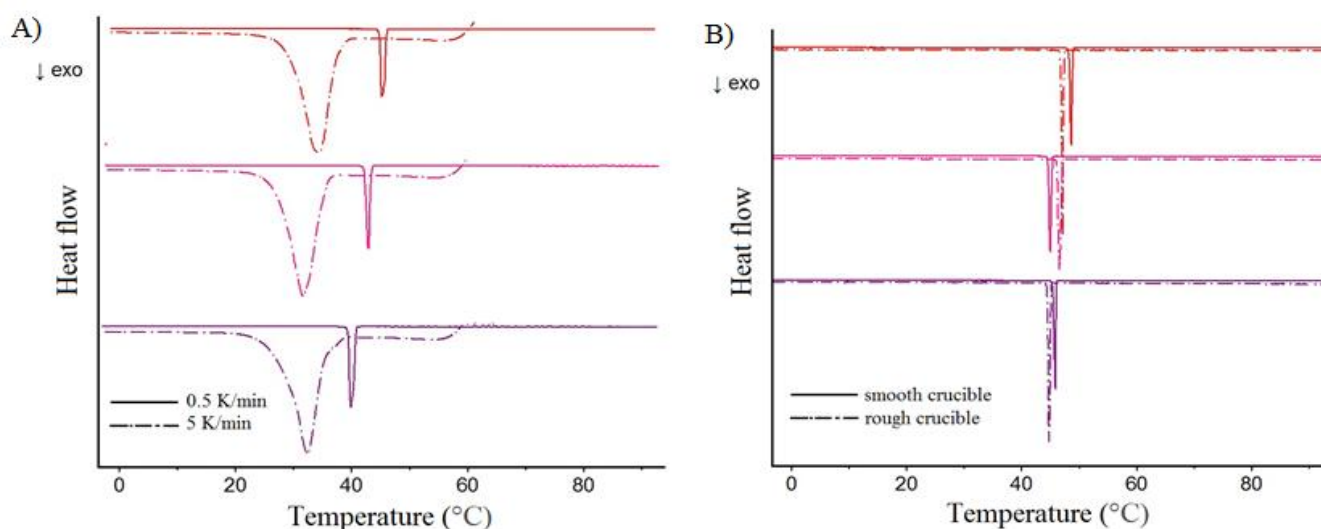 A)
↓ exo
Heat flow
0.5 K/min
5 K/min
0 20 40 60 80
Temperature (°C)
B)
↓ exo
Heat flow
smooth crucible
rough crucible
0 20 40 60 80
Temperature (°C)